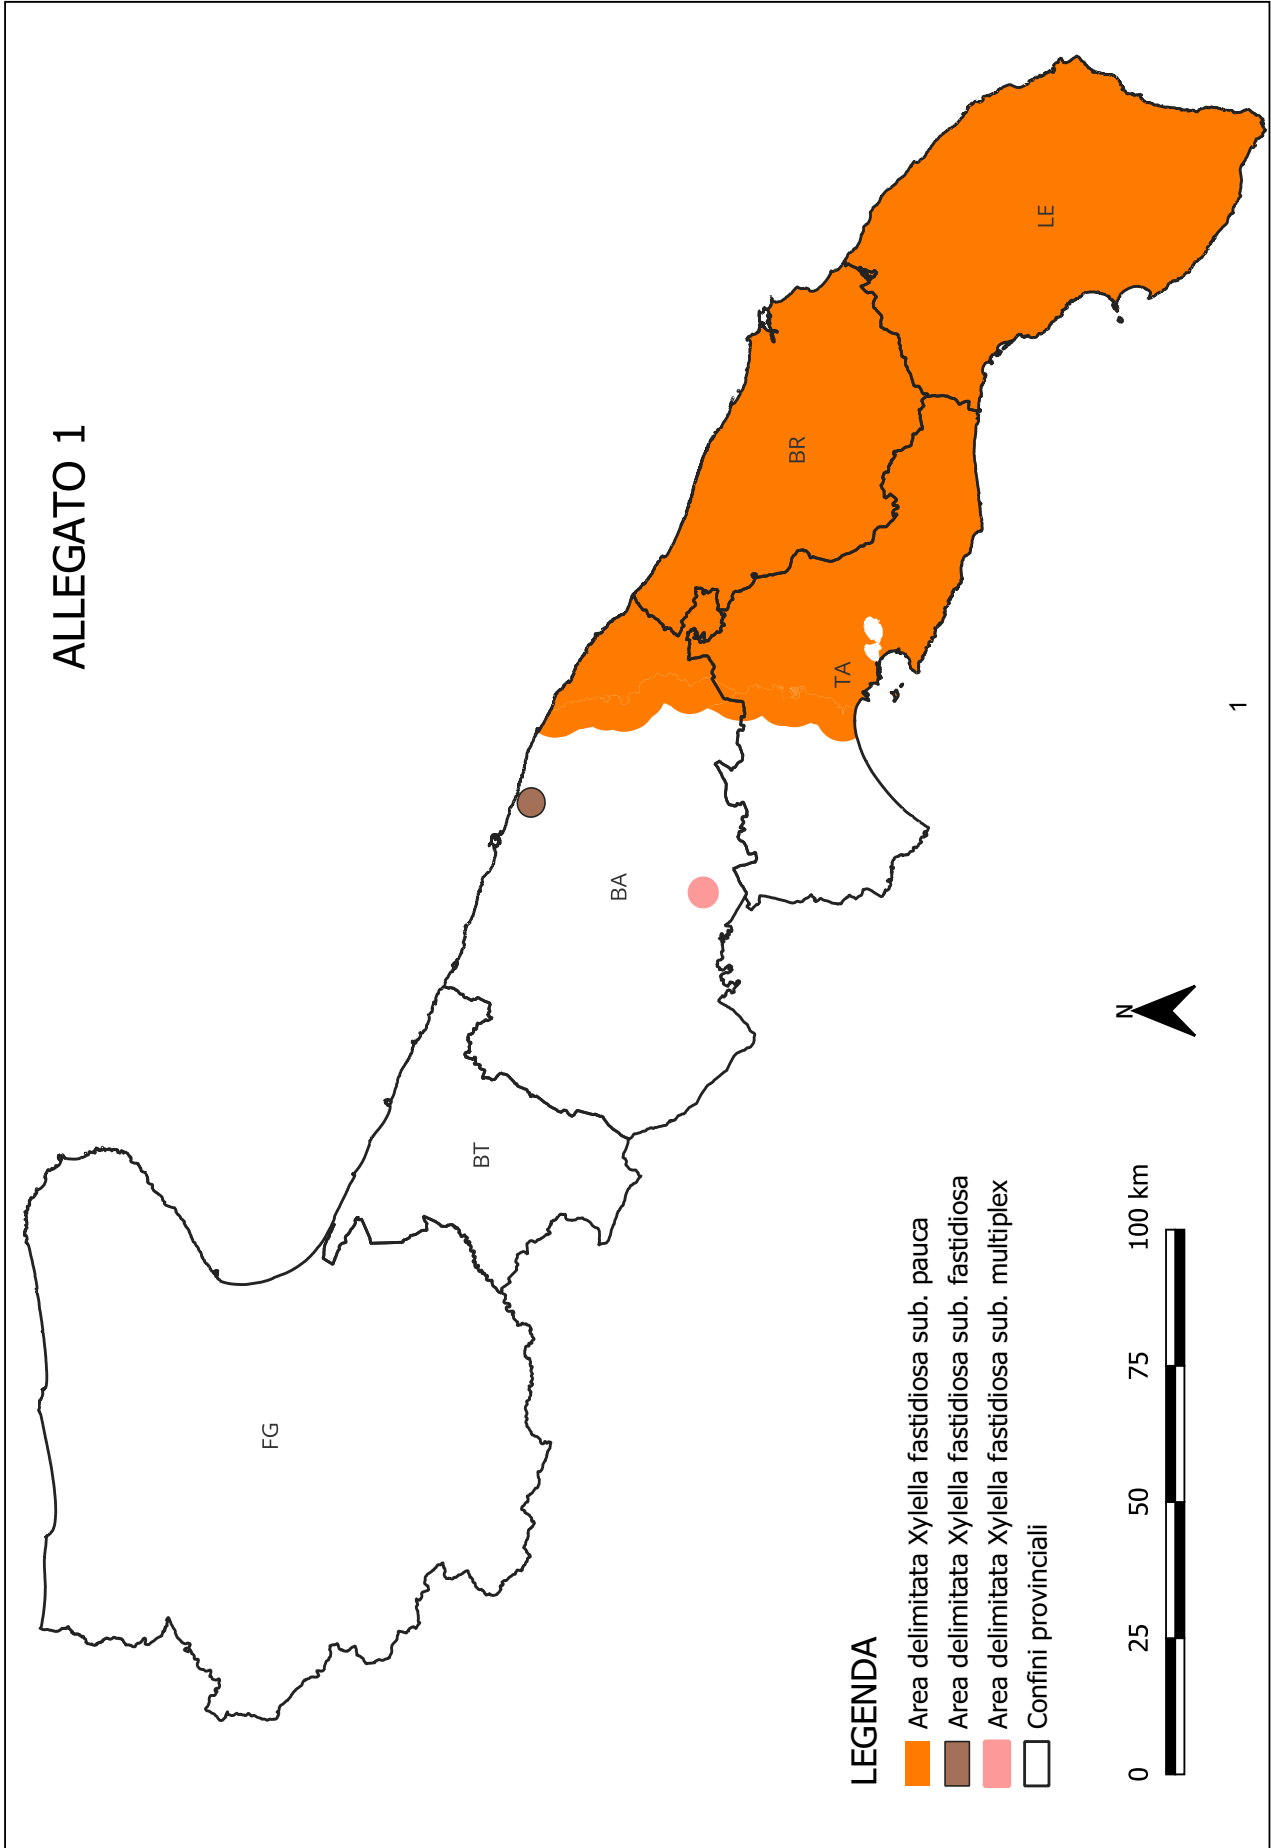 ALLEGATO 1
FG
BT
BA
BR
TA
LE
LEGENDA
Area delimitata Xylella fastidiosa sub. pauca
Area delimitata Xylella fastidiosa sub. fastidiosa
Area delimitata Xylella fastidiosa sub. multiplex
Confini provinciali
0 25 50 75 100 km
N
1